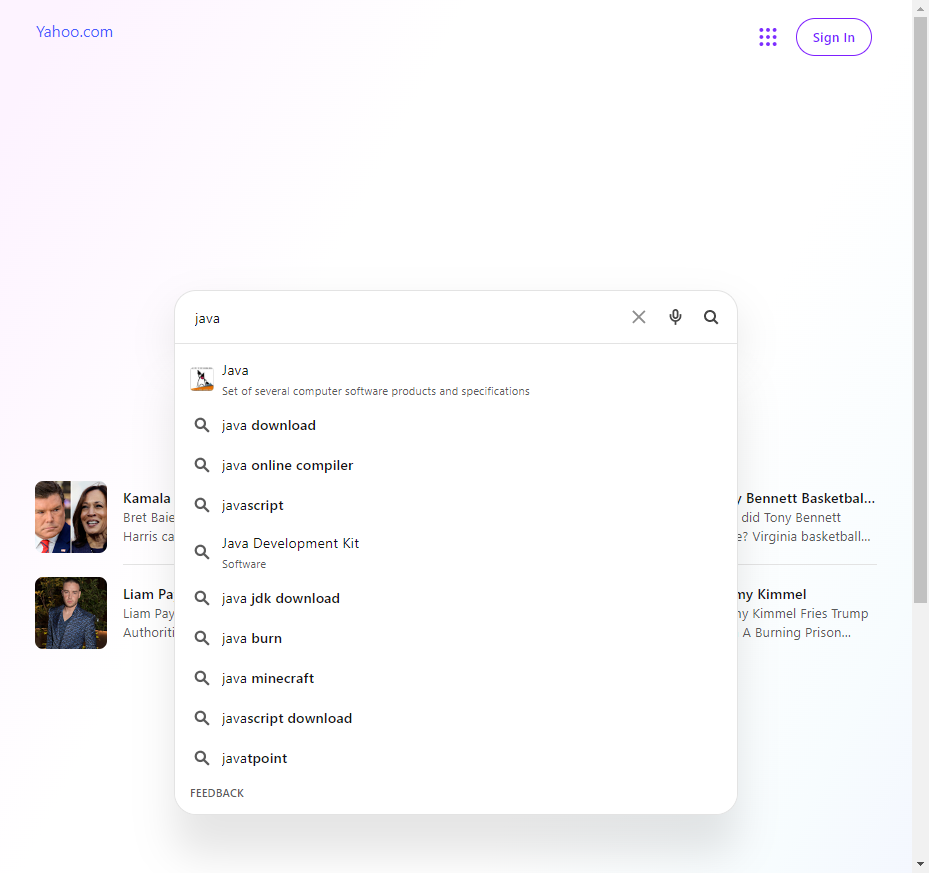 Yahoo.com
Sign In
java
Java
Set of several computer software products and specifications
java download
java online compiler
javascript
Java Development Kit
Software
java jdk download
java burn
java minecraft
javascript download
javatpoint
FEEDBACK
Kamala
Bret Baie
Harris ca
Liam Pa
Liam Pay
Authoriti
y Bennett Basketbal...
did Tony Bennett
e? Virginia basketball...
my Kimmel
ny Kimmel Fries Trump
A Burning Prison...